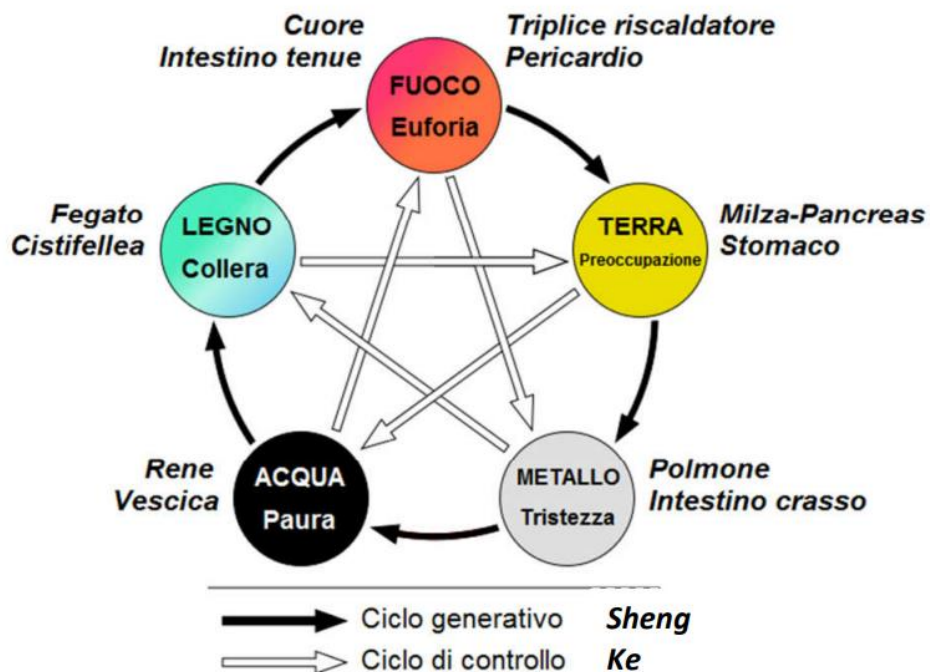 Cuore
Intestino tenue
Triplice riscaldatore
Pericardio
FUOCO
Euforia
Fegato
Cistifellea
LEGNO
Collera
TERRA
Preoccupazione
Milza-Pancreas
Stomaco
Rene
Vescica
ACQUA
Paura
METALLO
Tristezza
Polmone
Intestino crasso
Ciclo generativo Sheng
Ciclo di controllo Ke